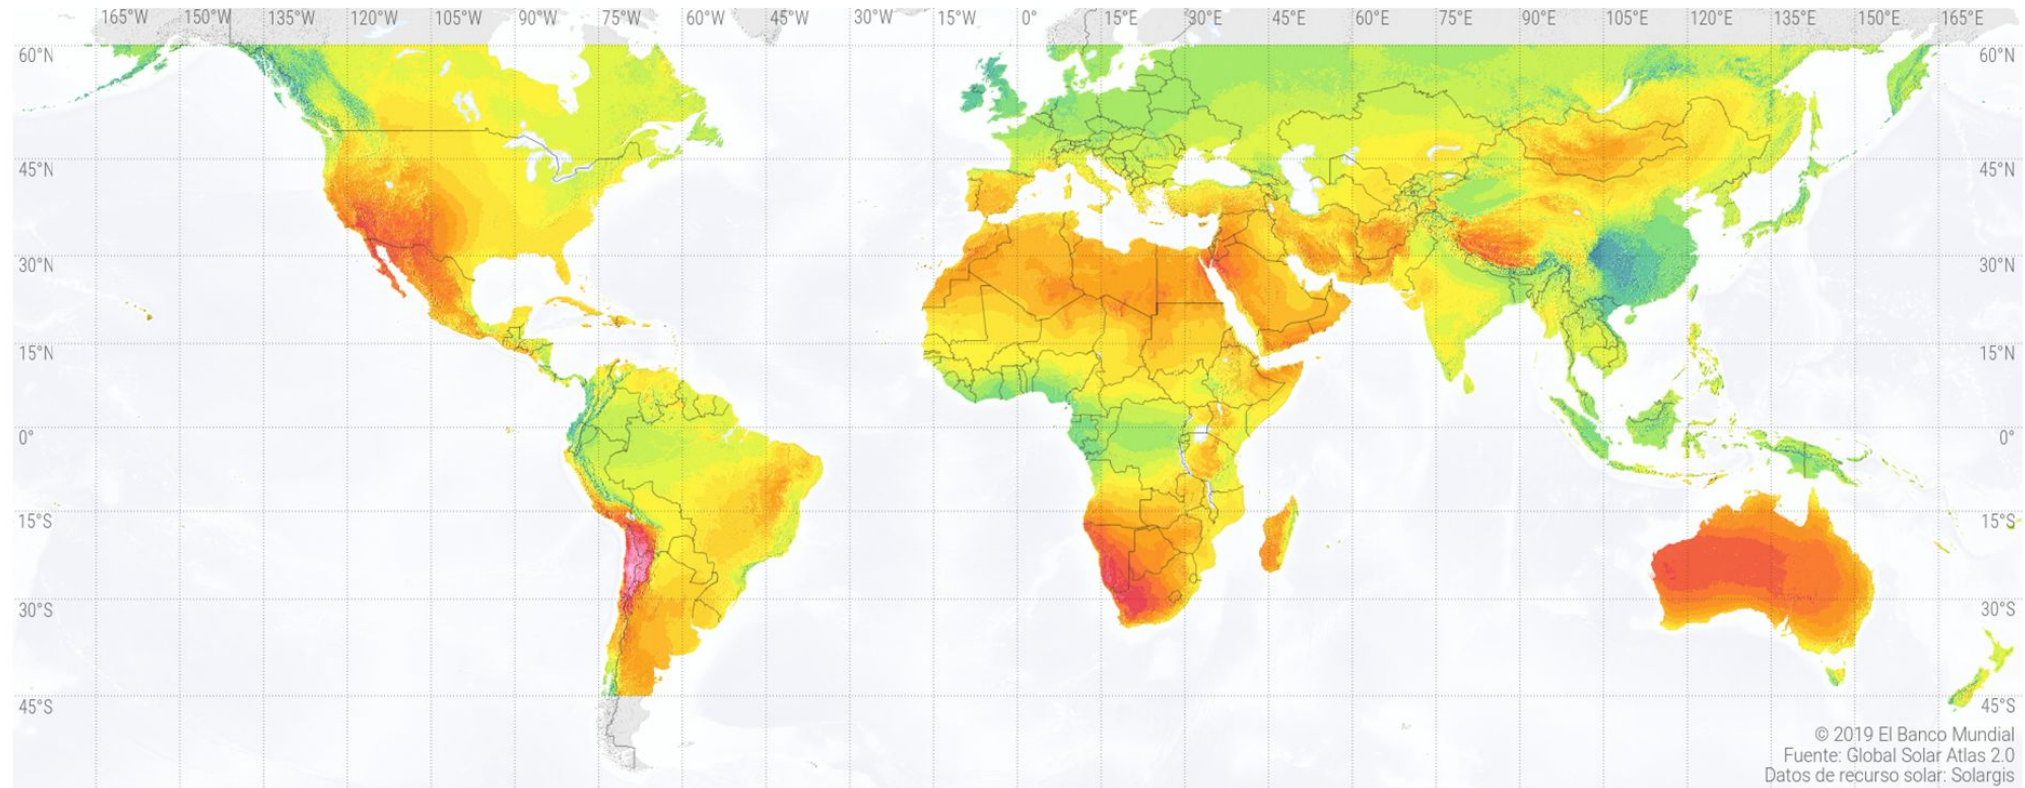 165°W 150°W 135°W 120°W 105°W 90°W 75°W 60°W 45°W 30°W 15°W 0° 15°E 30°E 45°E 60°E 75°E 90°E 105°E 120°E 135°E 150°E 165°E
60°N 60°N
45°N 45°N
30°N 30°N
15°N 15°N
0° 0°
15°S 15°S
30°S 30°S
45°S 45°S
© 2019 El Banco Mundial
Fuente: Global Solar Atlas 2.0
Datos de recurso solar: Solargis